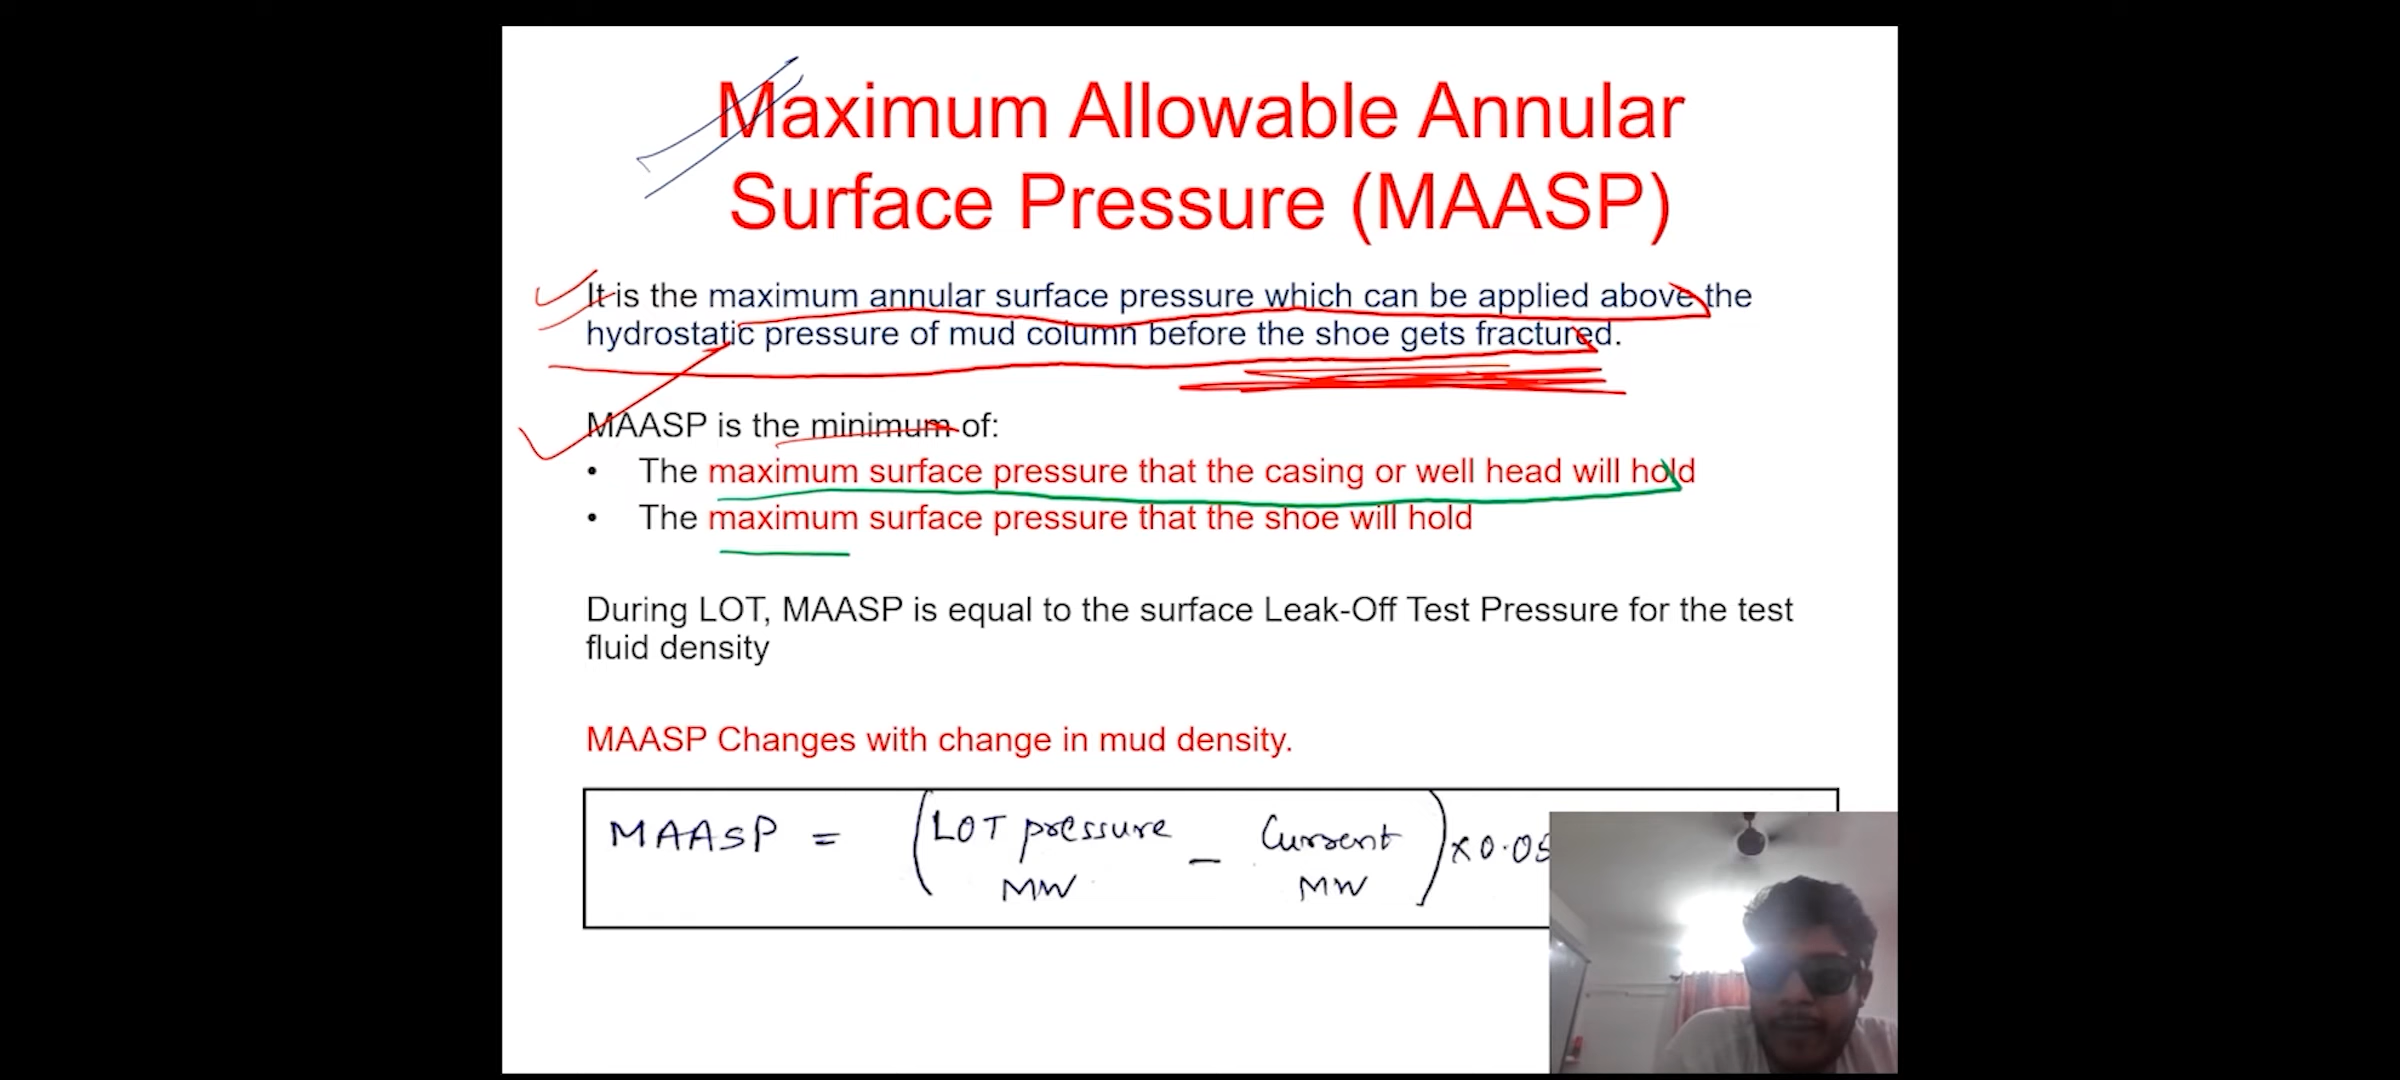 Maximum Allowable Annular
Surface Pressure (MAASP)
It is the maximum annular surface pressure which can be applied above the
hydrostatic pressure of mud column before the shoe gets fractured.
MAASP is the minimum of:
• The maximum surface pressure that the casing or well head will hold
• The maximum surface pressure that the shoe will hold
During LOT, MAASP is equal to the surface Leak-Off Test Pressure for the test
fluid density
MAASP Changes with change in mud density.
MAASP = (LOT pressure MW - Current MW) x 0.05